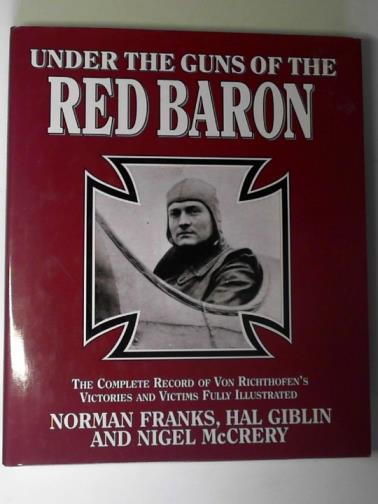 UNDER THE GUNS OF THE
RED BARON
THE COMPLETE RECORD OF VON RICHTHOFEN'S
VICTORIES AND VICTIMS FULLY ILLUSTRATED
NORMAN FRANKS, HAL GIBLIN
AND NIGEL McCRERY